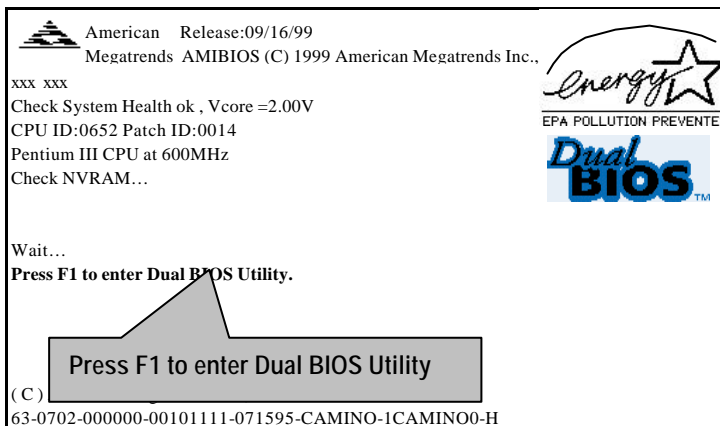 American Release:09/16/99
Megatrends AMIBIOS (C) 1999 American Megatrends Inc.,
energy
EPA POLLUTION PREVENTE
Dual
BIOS TM
xxx xxx
Check System Health ok , Vcore =2.00V
CPU ID:0652 Patch ID:0014
Pentium III CPU at 600MHz
Check NVRAM…
Wait…
Press F1 to enter Dual BIOS Utility.
Press F1 to enter Dual BIOS Utility
( C )
63-0702-000000-00101111-071595-CAMINO-1CAMINO0-H